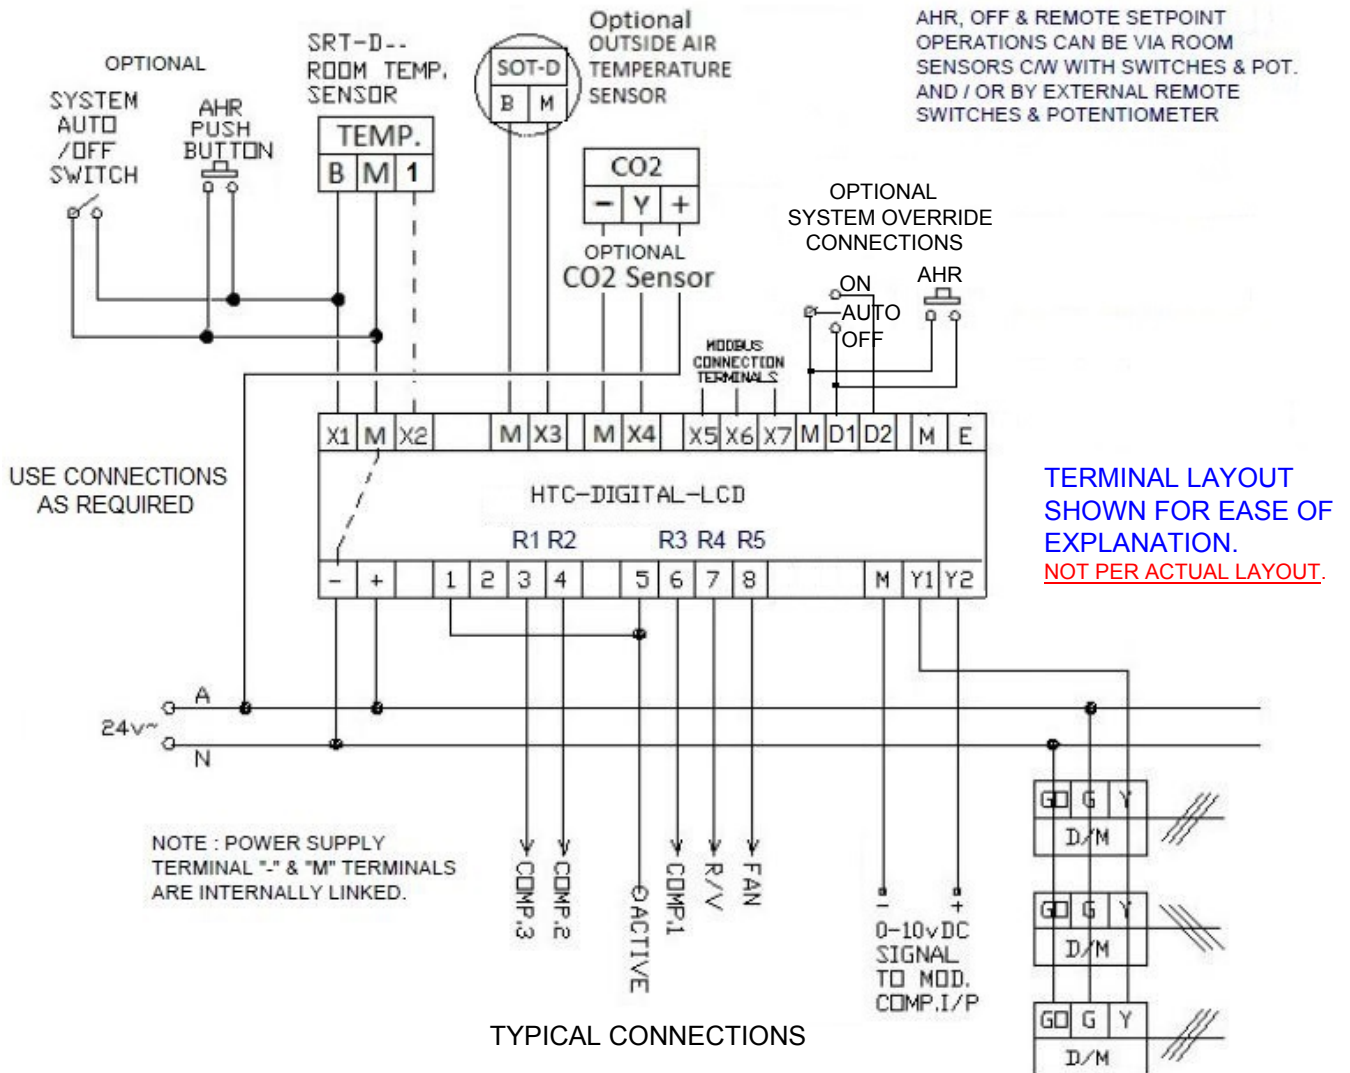 OPTIONAL
SYSTEM
AUTO
/OFF
SWITCH
AHR
PUSH
BUTTON
SRT-D--
ROOM TEMP.
SENSOR
TEMP.
B M 1
SOT-D
B M
Optional
OUTSIDE AIR
TEMPERATURE
SENSOR
CO2
− Y +
OPTIONAL
CO2 Sensor
AHR, OFF & REMOTE SETPOINT
OPERATIONS CAN BE VIA ROOM
SENSORS C/W WITH SWITCHES & POT.
AND / OR BY EXTERNAL REMOTE
SWITCHES & POTENTIOMETER
OPTIONAL
SYSTEM OVERRIDE
CONNECTIONS
ON
AUTO
OFF
AHR
MODBUS
CONNECTION
TERMINALS
X1 M X2 M X3 M X4 X5 X6 X7 M D1 D2 M E
USE CONNECTIONS
AS REQUIRED
HTC-DIGITAL-LCD
R1 R2 R3 R4 R5
- + 1 2 3 4 5 6 7 8 M Y1 Y2
TERMINAL LAYOUT
SHOWN FOR EASE OF
EXPLANATION.
NOT PER ACTUAL LAYOUT.
A
24v~
N
NOTE : POWER SUPPLY
TERMINAL "-" & "M" TERMINALS
ARE INTERNALLY LINKED.
COMP.3
COMP.2
ACTIVE
COMP.1
R/V
FAN
- +
0-10vDC
SIGNAL
TO MOD.
COMP.I/P
GO G Y
D/M
GO G Y
D/M
GO G Y
D/M
TYPICAL CONNECTIONS